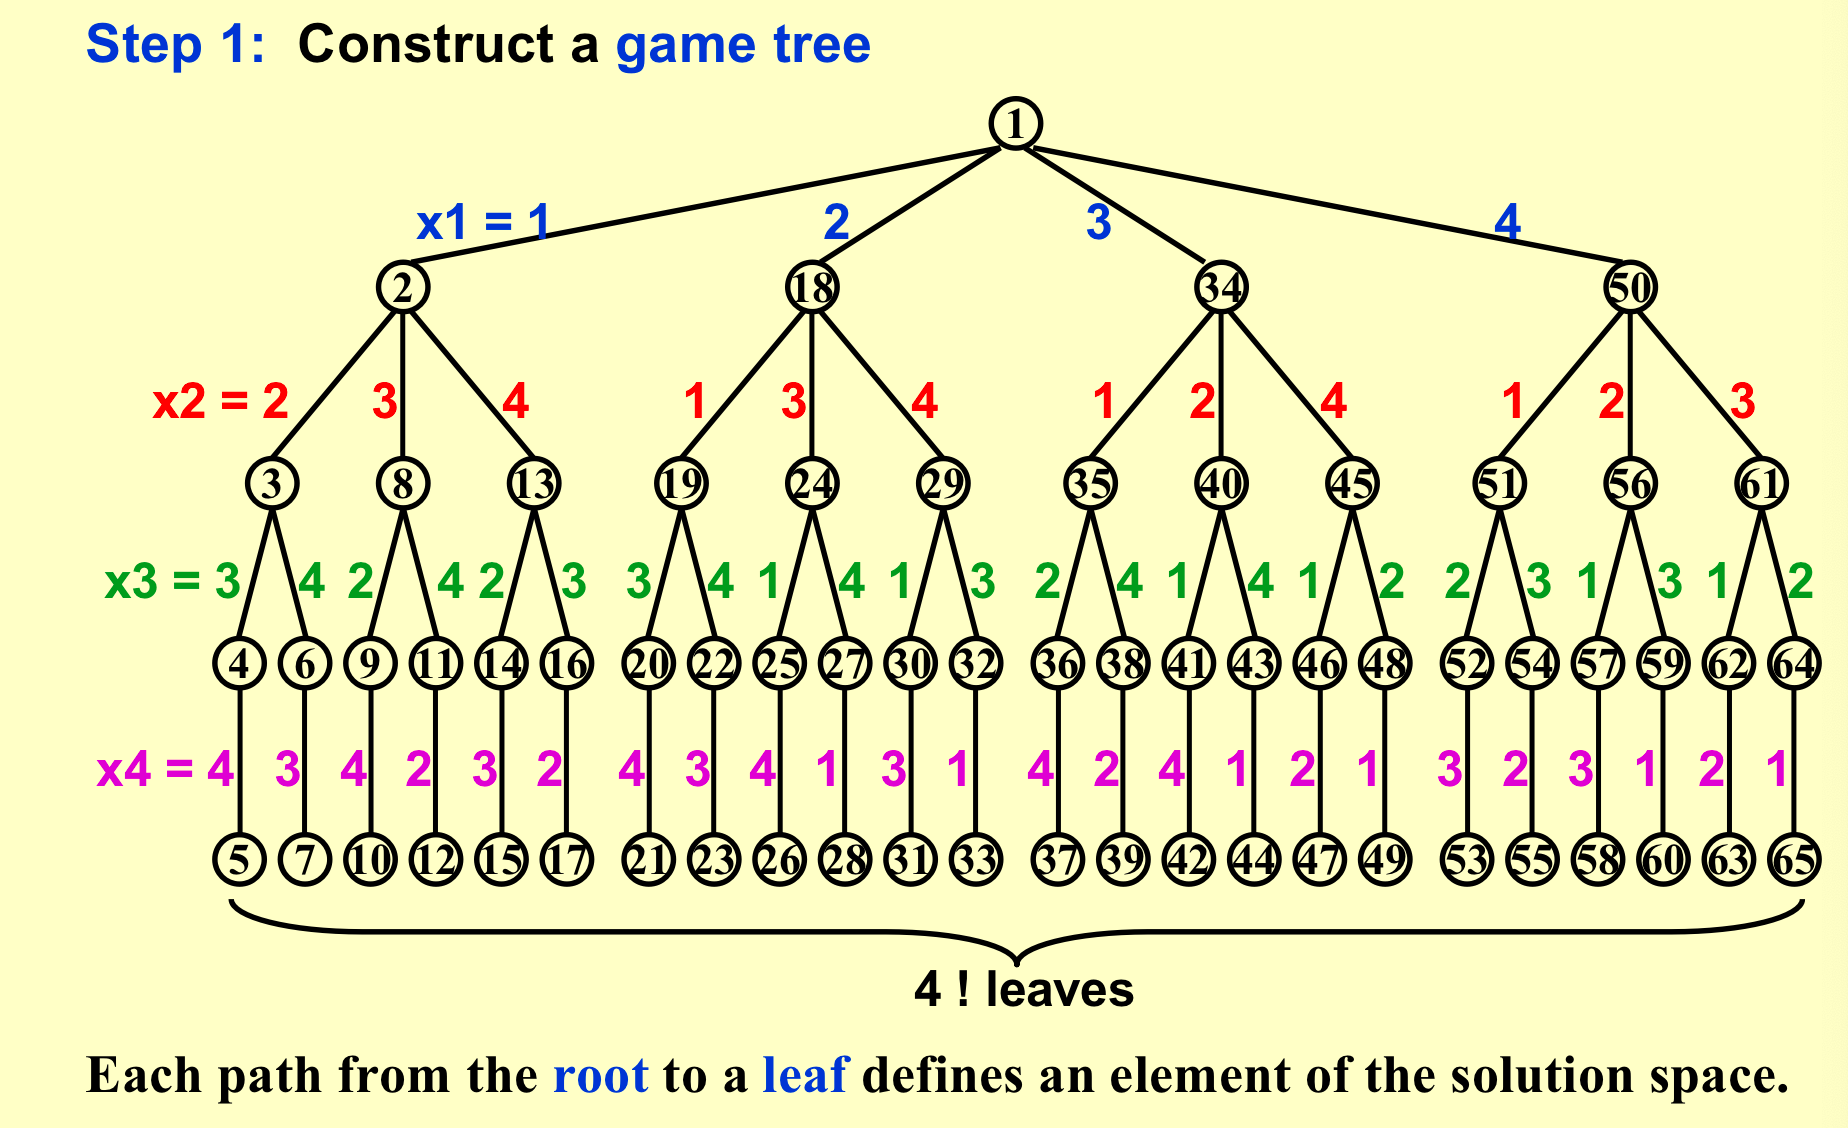 Step 1: Construct a game tree
1
x1 = 1 2 3 4
2 18 34 50
x2 = 2 3 4 1 3 4 1 2 4 1 2 3
3 8 13 19 24 29 35 40 45 51 56 61
x3 = 3 4 2 4 2 3 3 4 1 4 1 3 2 4 1 4 1 2 2 3 1 3 1 2
4 6 9 11 14 16 20 22 25 27 30 32 36 38 41 43 46 48 52 54 57 59 62 64
x4 = 4 3 4 2 3 2 4 3 4 1 3 1 4 2 4 1 2 1 3 2 3 1 2 1
5 7 10 12 15 17 21 23 26 28 31 33 37 39 42 44 47 49 53 55 58 60 63 65
4 ! leaves
Each path from the root to a leaf defines an element of the solution space.